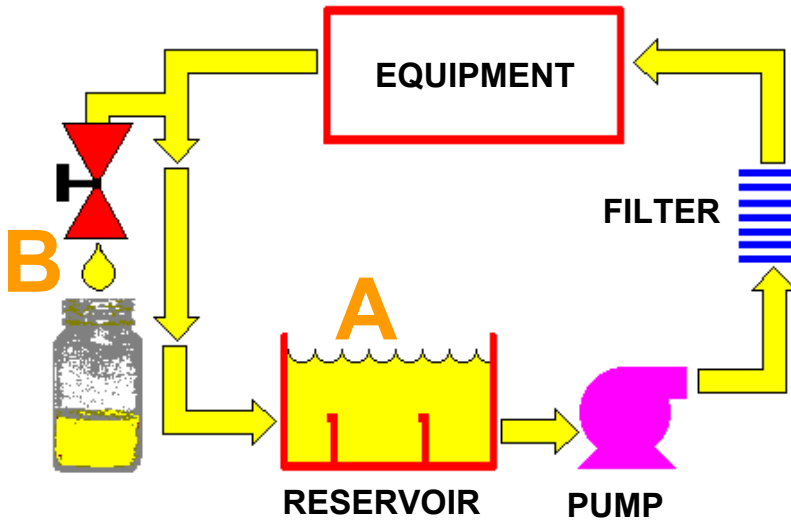 EQUIPMENT
FILTER
B
A
RESERVOIR
PUMP